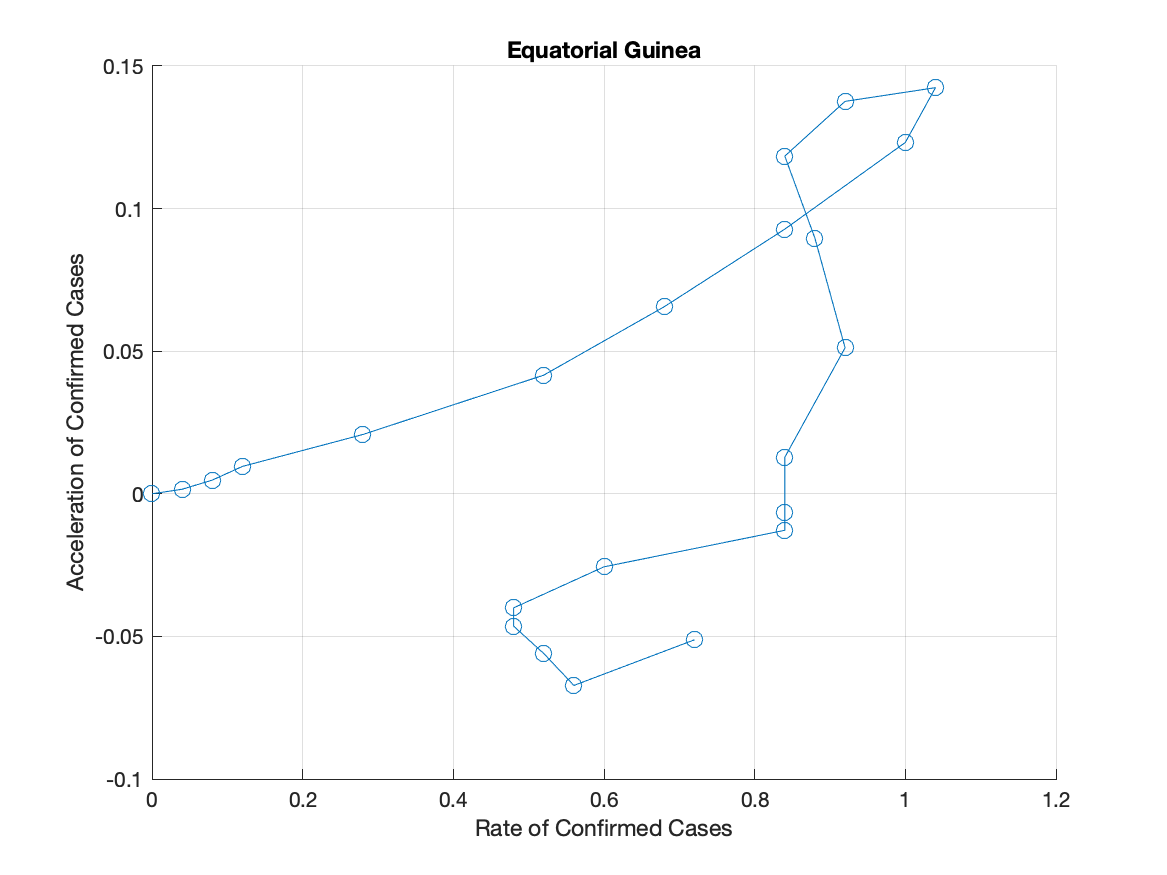 Equatorial Guinea
0.15
0.1
0.05
0
-0.05
-0.1
Acceleration of Confirmed Cases
0 0.2 0.4 0.6 0.8 1 1.2
Rate of Confirmed Cases